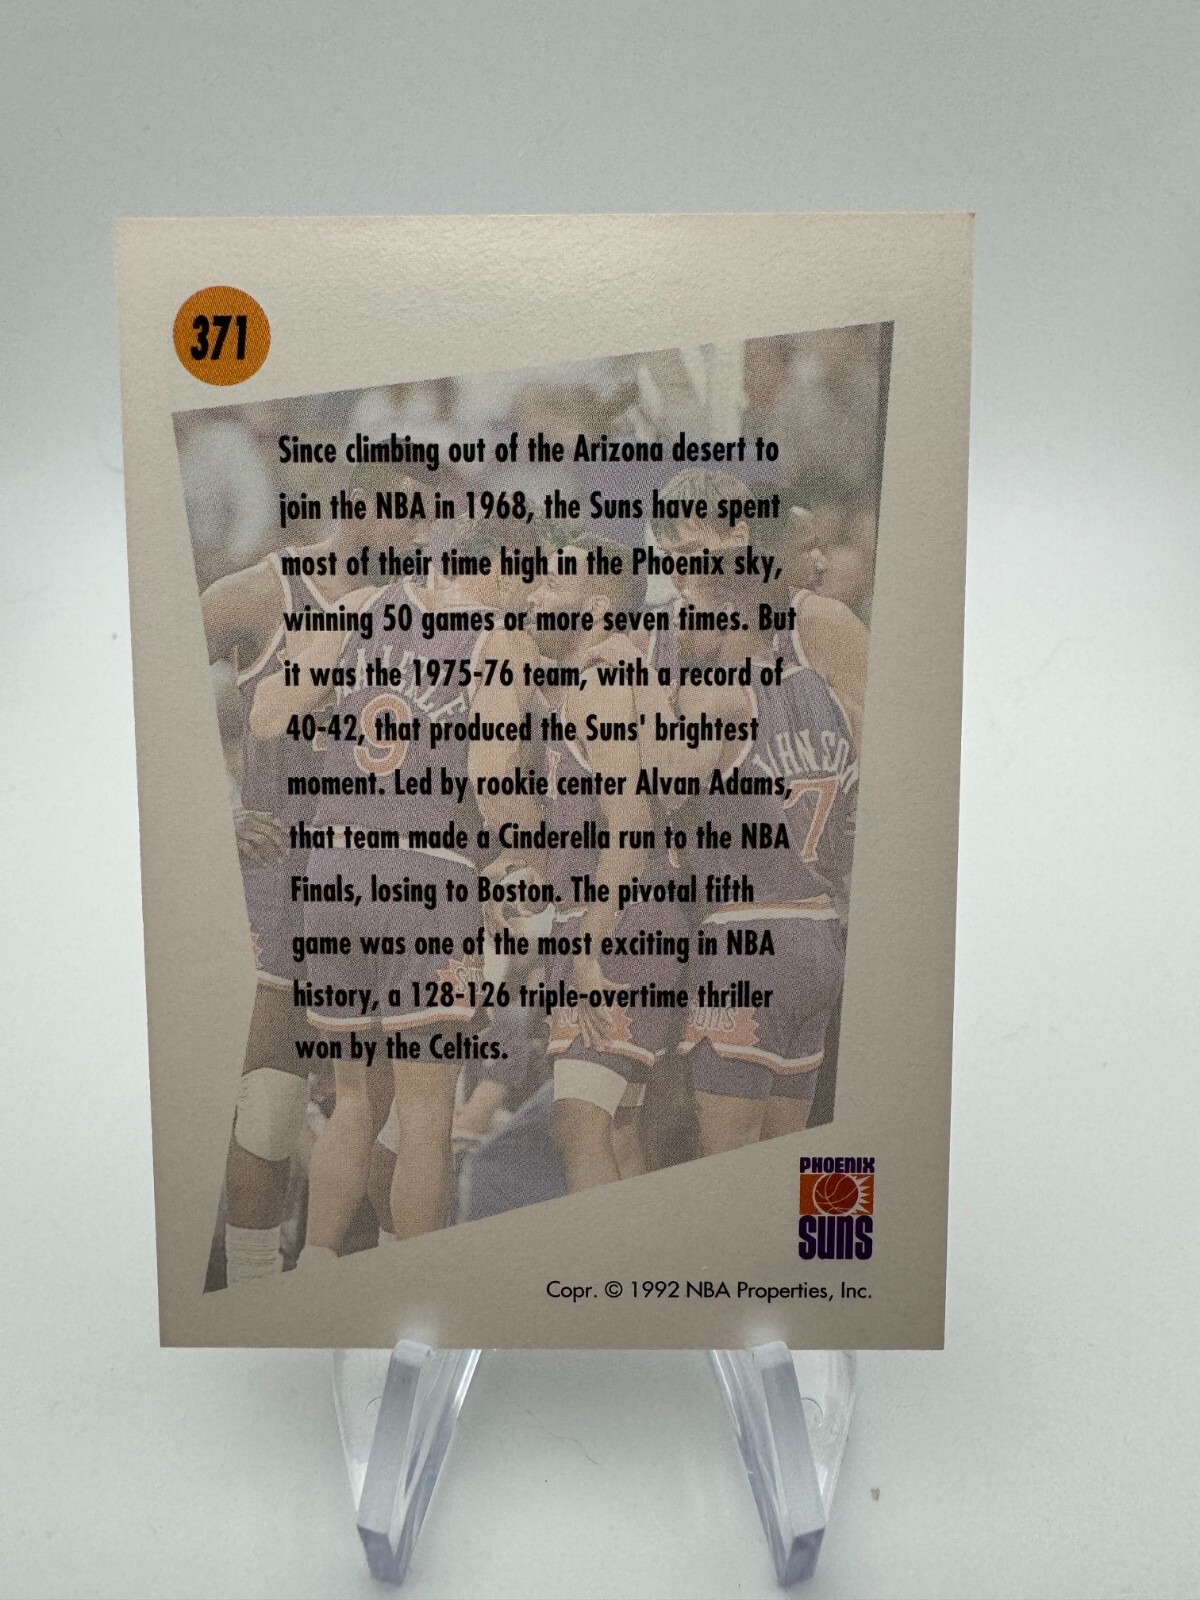 371
Since climbing out of the Arizona desert to
join the NBA in 1968, the Suns have spent
most of their time high in the Phoenix sky,
winning 50 games or more seven times. But
it was the 1975-76 team, with a record of
40-42, that produced the Suns' brightest
moment. Led by rookie center Alvan Adams,
that team made a Cinderella run to the NBA
Finals, losing to Boston. The pivotal fifth
game was one of the most exciting in NBA
history, a 128-126 triple-overtime thriller
won by the Celtics.
9
7
SUNS
PHOENIX
SUNS
Copr. © 1992 NBA Properties, Inc.